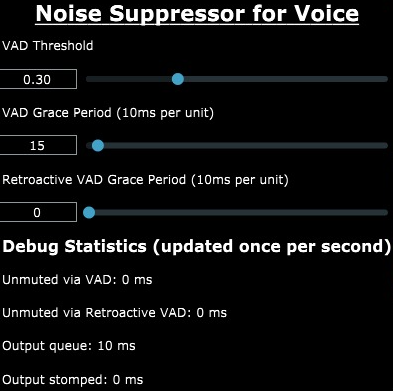 Noise Suppressor for Voice
VAD Threshold
0.30
VAD Grace Period (10ms per unit)
15
Retroactive VAD Grace Period (10ms per unit)
0
Debug Statistics (updated once per second)
Unmuted via VAD: 0 ms
Unmuted via Retroactive VAD: 0 ms
Output queue: 10 ms
Output stomped: 0 ms